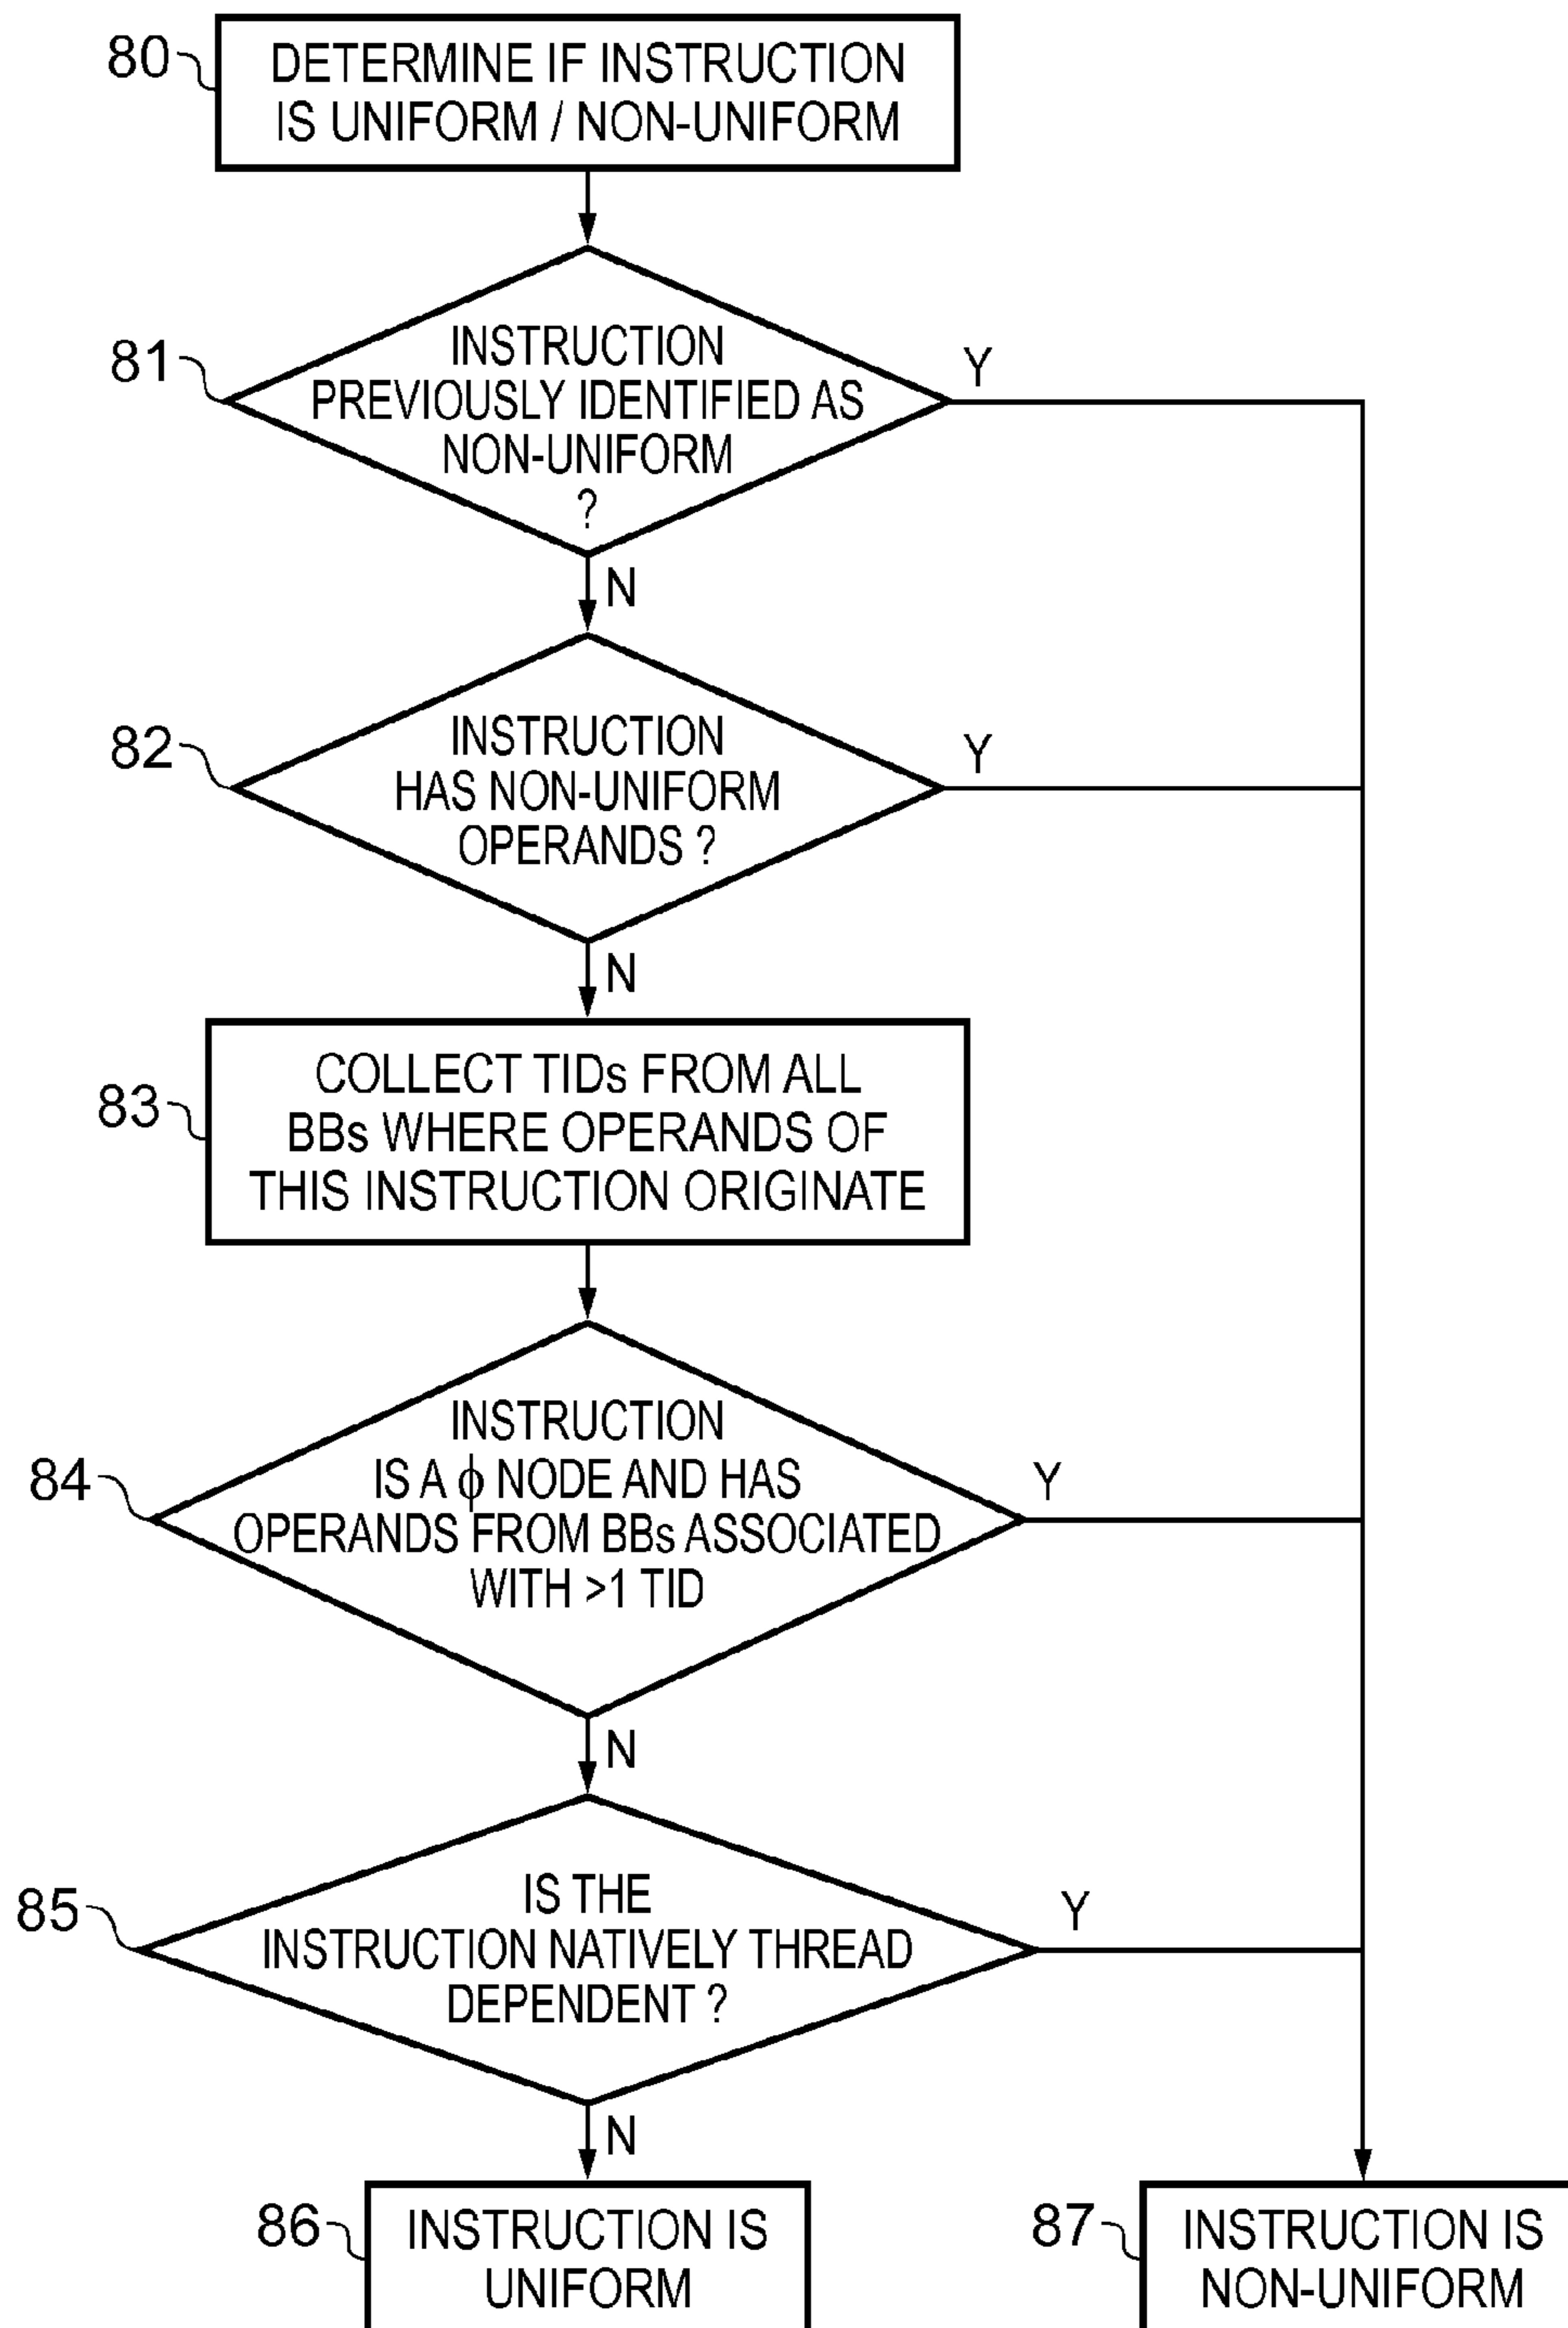 80
DETERMINE IF INSTRUCTION
IS UNIFORM / NON-UNIFORM
81
INSTRUCTION
PREVIOUSLY IDENTIFIED AS
NON-UNIFORM
?
Y
N
82
INSTRUCTION
HAS NON-UNIFORM
OPERANDS ?
Y
N
83
COLLECT TIDs FROM ALL
BBs WHERE OPERANDS OF
THIS INSTRUCTION ORIGINATE
84
INSTRUCTION
IS A ϕ NODE AND HAS
OPERANDS FROM BBs ASSOCIATED
WITH >1 TID
Y
N
85
IS THE
INSTRUCTION NATIVELY THREAD
DEPENDENT ?
Y
N
86
INSTRUCTION IS
UNIFORM
87
INSTRUCTION IS
NON-UNIFORM